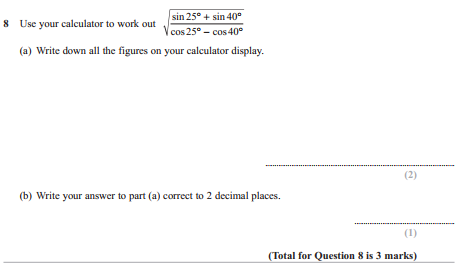 8 Use your calculator to work out √((sin 25° + sin 40°)/(cos 25° – cos 40°))
(a) Write down all the figures on your calculator display.
(2)
(b) Write your answer to part (a) correct to 2 decimal places.
(1)
(Total for Question 8 is 3 marks)